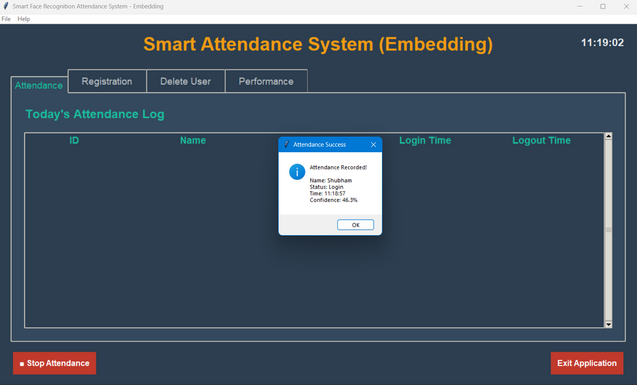 Smart Face Recognition Attendance System - Embedding
File Help
Smart Attendance System (Embedding)
11:19:02
Attendance Registration Delete User Performance
Today's Attendance Log
ID Name Login Time Logout Time
Attendance Success
Attendance Recorded!
Name: Shubham
Status: Login
Time: 11:18:57
Confidence: 46.3%
OK
Stop Attendance
Exit Application